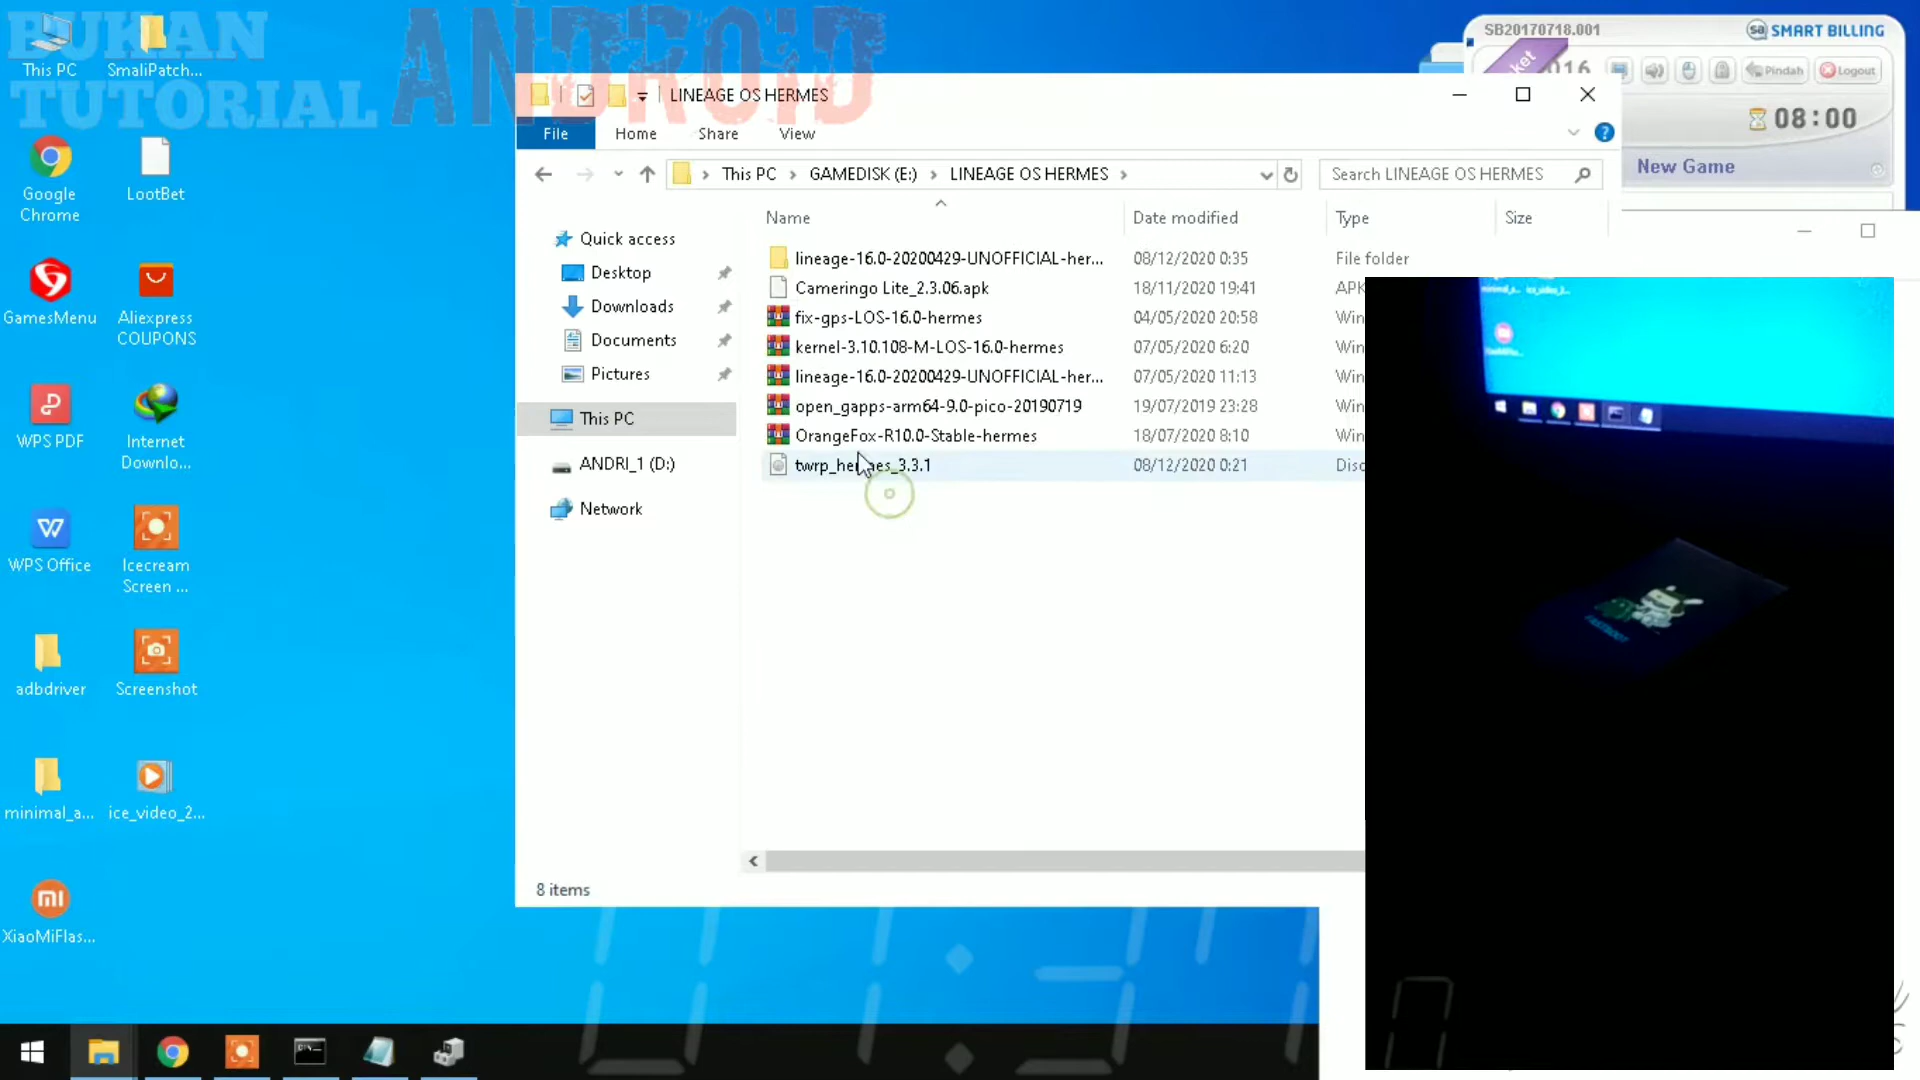 BUKAN
TUTORIAL
ANDROiD
This PC
SmaliPatch...
Google
Chrome
LootBet
GamesMenu
Aliexpress
COUPONS
WPS PDF
Internet
Downlo...
WPS Office
Icecream
Screen ...
adbdriver
Screenshot
minimal_a...
ice_video_2...
XiaoMiFlas...
LINEAGE OS HERMES
File
Home
Share
View
This PC
GAMEDISK (E:)
LINEAGE OS HERMES
Search LINEAGE OS HERMES
Name
Date modified
Type
Size
Quick access
Desktop
Downloads
Documents
Pictures
This PC
ANDRI_1 (D:)
Network
lineage-16.0-20200429-UNOFFICIAL-her... 08/12/2020 0:35 File folder
Cameringo Lite_2.3.06.apk 18/11/2020 19:41 APK
fix-gps-LOS-16.0-hermes 04/05/2020 20:58 Win
kernel-3.10.108-M-LOS-16.0-hermes 07/05/2020 6:20 Win
lineage-16.0-20200429-UNOFFICIAL-her... 07/05/2020 11:13 Win
open_gapps-arm64-9.0-pico-20190719 19/07/2019 23:28 Win
OrangeFox-R10.0-Stable-hermes 18/07/2020 8:10 Win
twrp_hermes_3.3.1 08/12/2020 0:21 Disc
8 items
SB20170718.001
SMART BILLING
Pindah
Logout
08:00
New Game
FASTBOOT